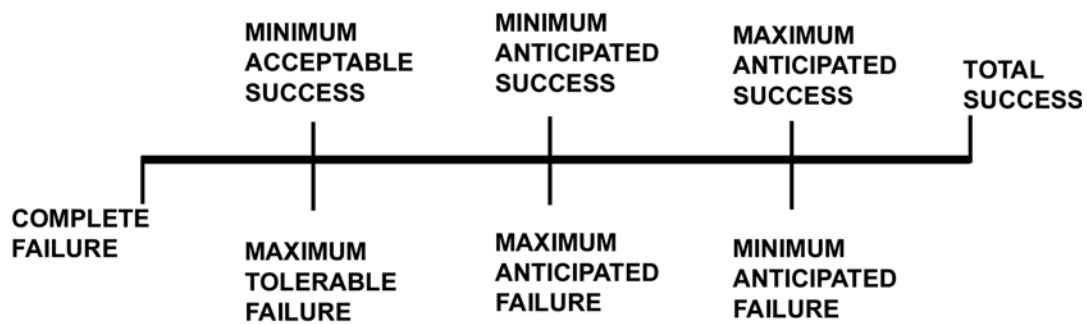 MINIMUM
ACCEPTABLE
SUCCESS
MINIMUM
ANTICIPATED
SUCCESS
MAXIMUM
ANTICIPATED
SUCCESS
TOTAL
SUCCESS
COMPLETE
FAILURE
MAXIMUM
TOLERABLE
FAILURE
MAXIMUM
ANTICIPATED
FAILURE
MINIMUM
ANTICIPATED
FAILURE